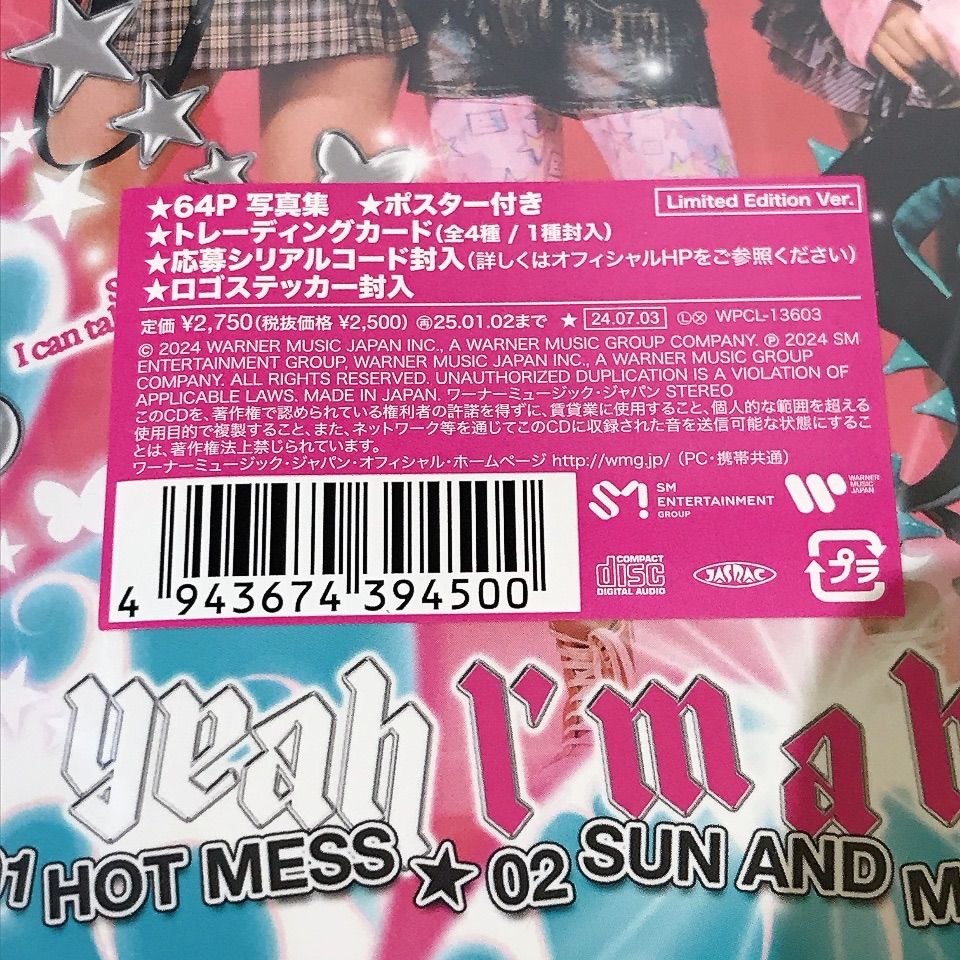 I can tal
★64P 写真集 ★ポスター付き
Limited Edition Ver.
★トレーディングカード(全4種 / 1種封入)
★応募シリアルコード封入(詳しくはオフィシャルHPをご参照ください)
★ロゴステッカー封入
定価 ¥2,750(税抜価格 ¥2,500) ㊢25.01.02まで ★ 24.07.03 Ⓛ WPCL-13603
© 2024 WARNER MUSIC JAPAN INC., A WARNER MUSIC GROUP COMPANY. ℗ 2024 SM
ENTERTAINMENT GROUP, WARNER MUSIC JAPAN INC., A WARNER MUSIC GROUP
COMPANY. ALL RIGHTS RESERVED. UNAUTHORIZED DUPLICATION IS A VIOLATION OF
APPLICABLE LAWS. MADE IN JAPAN. ワーナーミュージック・ジャパン STEREO
このCDを、著作権で認められている権利者の許諾を得ずに、賃貸業に使用すること、個人的な範囲を超える
使用目的で複製すること、また、ネットワーク等を通じてこのCDに収録された音を送信可能な状態にするこ
とは、著作権法上禁じられています。
ワーナーミュージック・ジャパン・オフィシャル・ホームページ http://wmg.jp/ (PC・携帯共通)
SM
ENTERTAINMENT
GROUP
WARNER
MUSIC
JAPAN
COMPACT
disc
DIGITAL AUDIO
JASRAC
プラ
4 943674 394500
yeah I'm a h
01 HOT MESS ★ 02 SUN AND M